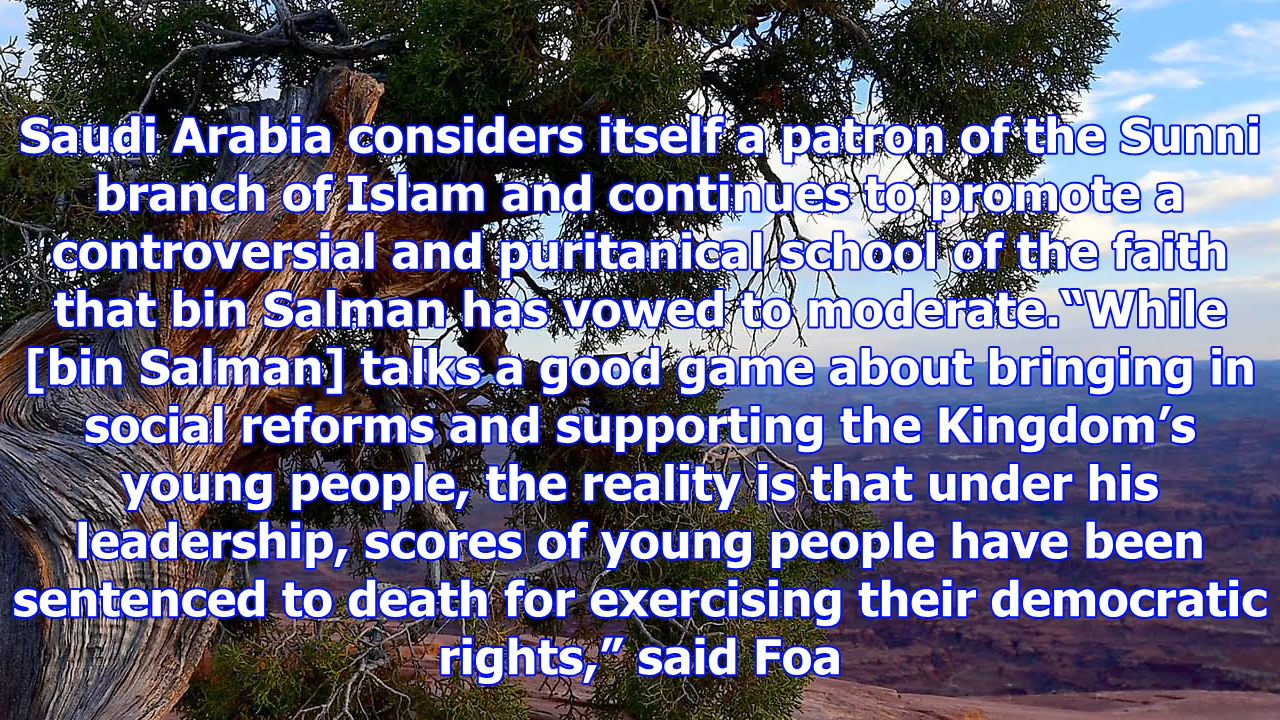 Saudi Arabia considers itself a patron of the Sunni
branch of Islam and continues to promote a
controversial and puritanical school of the faith
that bin Salman has vowed to moderate.“While
[bin Salman] talks a good game about bringing in
social reforms and supporting the Kingdom’s
young people, the reality is that under his
leadership, scores of young people have been
sentenced to death for exercising their democratic
rights,” said Foa